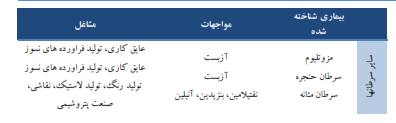 بیماری شناخته شده	مواجهات	مشاغل
سایر سرطانها
مزوتلیوم	آزبست	عایق کاری، تولید فراورده های نسوز
سرطان حنجره	آزبست	عایق کاری، تولید فراورده های نسوز
سرطان مثانه	نفتیلامین، بنزیدین، آنیلین	تولید رنگ، تولید لاستیک، نقاشی،
صنعت پتروشیمی